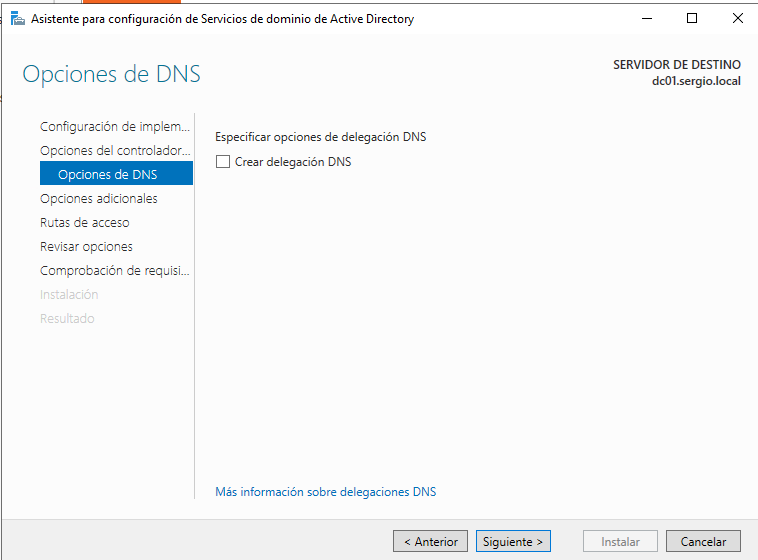 Asistente para configuración de Servicios de dominio de Active Directory
Opciones de DNS
SERVIDOR DE DESTINO
dc01.sergio.local
Configuración de implem...
Opciones del controlador...
Opciones de DNS
Opciones adicionales
Rutas de acceso
Revisar opciones
Comprobación de requisi...
Instalación
Resultado
Especificar opciones de delegación DNS
Crear delegación DNS
Más información sobre delegaciones DNS
< Anterior
Siguiente >
Instalar
Cancelar